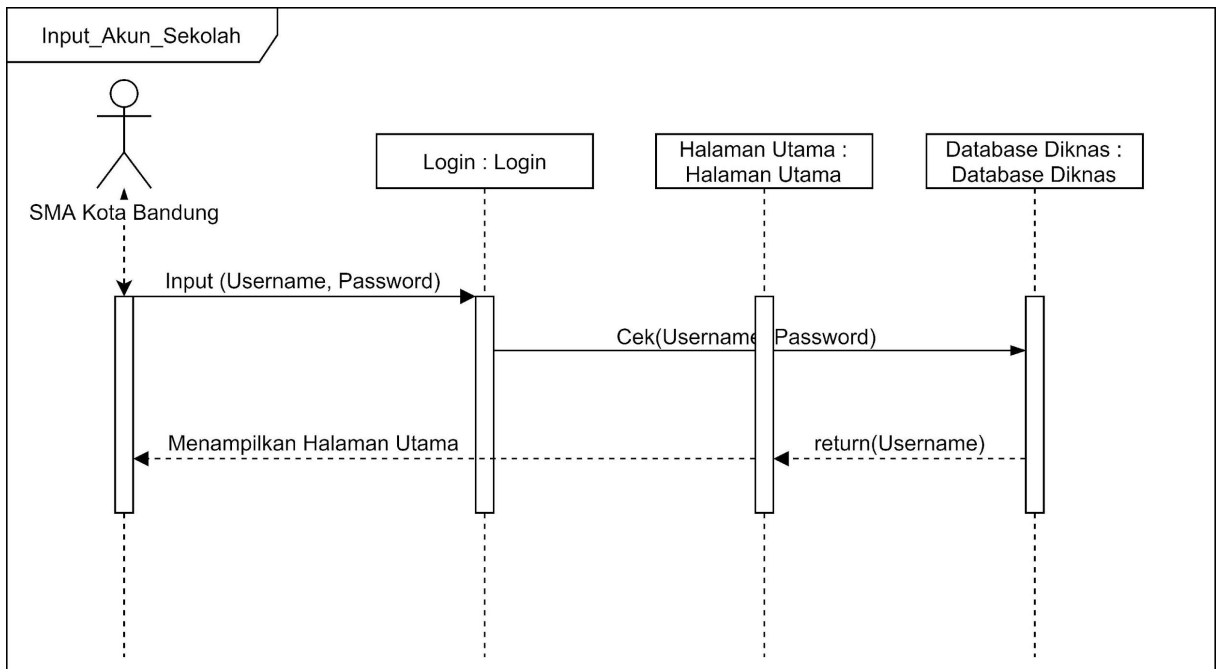 Input_Akun_Sekolah
SMA Kota Bandung
Login : Login
Halaman Utama :
Halaman Utama
Database Diknas :
Database Diknas
Input (Username, Password)
Cek(Username Password)
Menampilkan Halaman Utama
return(Username)